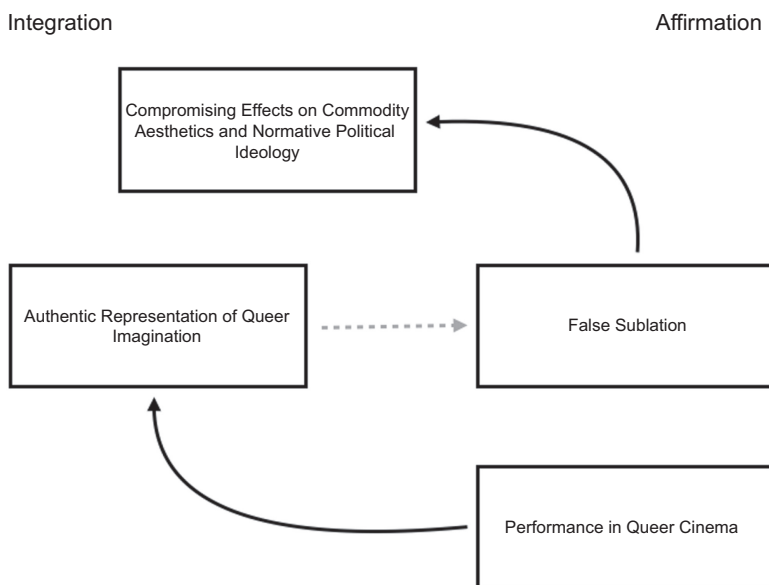 Integration
Affirmation
Compromising Effects on Commodity
Aesthetics and Normative Political
Ideology
Authentic Representation of Queer
Imagination
False Sublation
Performance in Queer Cinema